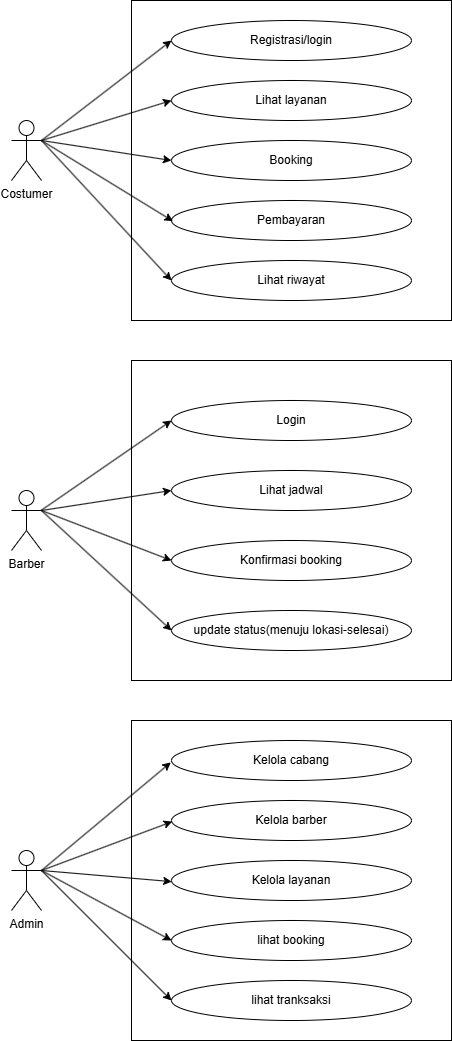 Registrasi/login
Lihat layanan
Booking
Pembayaran
Lihat riwayat
Costumer
Login
Lihat jadwal
Konfirmasi booking
update status(menuju lokasi-selesai)
Barber
Kelola cabang
Kelola barber
Kelola layanan
lihat booking
lihat tranksaksi
Admin